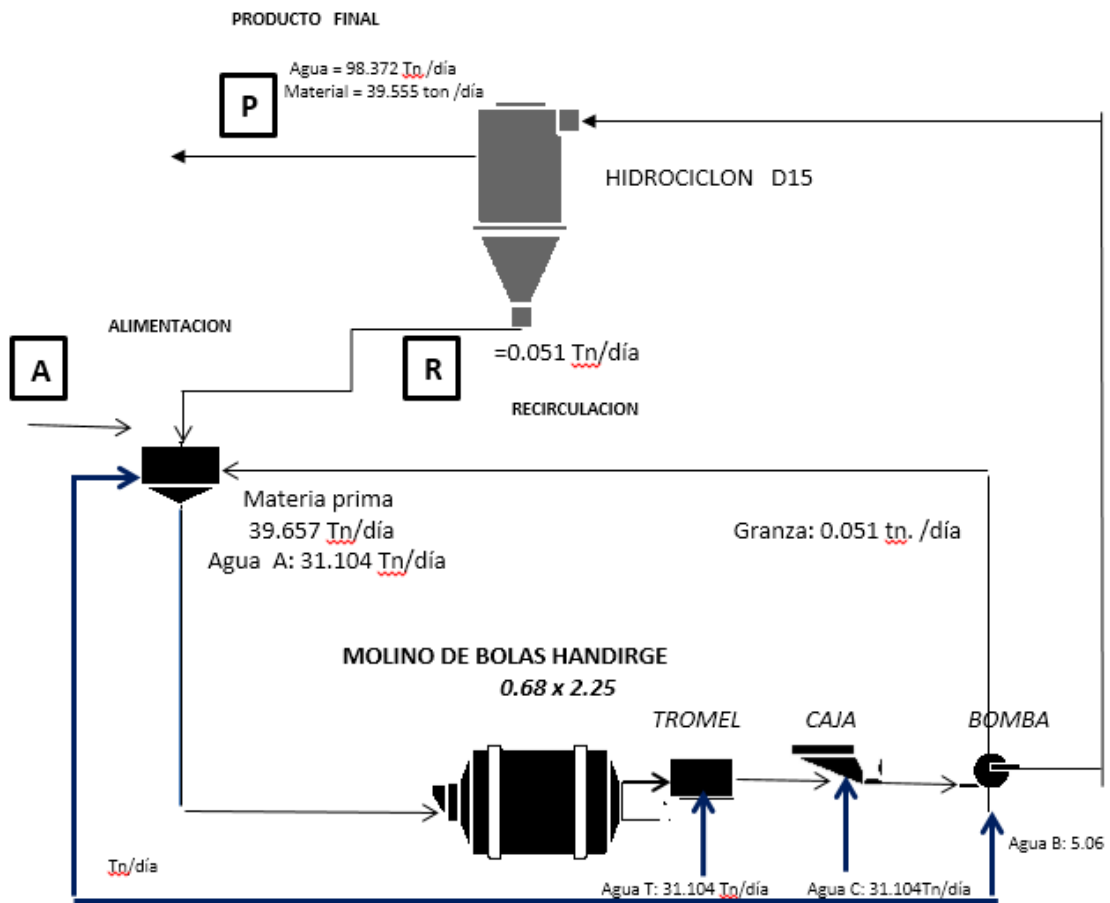 PRODUCTO FINAL
Agua = 98.372 Tn /día
Material = 39.555 ton /día
P
HIDROCICLON D15
ALIMENTACION
A
R
=0.051 Tn/día
RECIRCULACION
Materia prima
39.657 Tn/día
Agua A: 31.104 Tn/día
Granza: 0.051 tn. /día
MOLINO DE BOLAS HANDIRGE
0.68 x 2.25
TROMEL
CAJA
BOMBA
Agua B: 5.06
Tn/día
Agua T: 31.104 Tn/día
Agua C: 31.104Tn/día